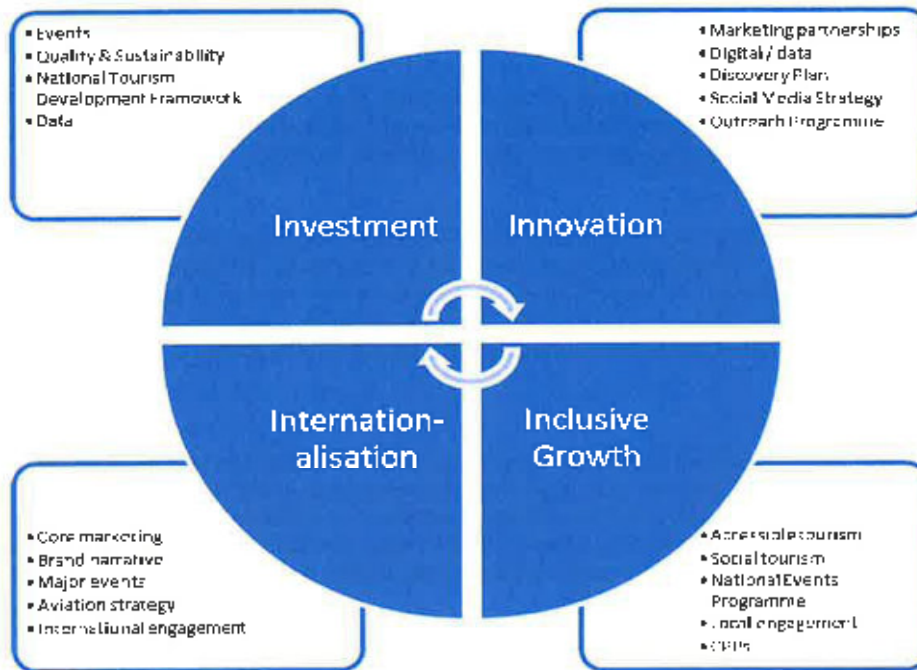 • Events
• Quality & Sustainability
• National Tourism
Development Framework
• Data
• Marketing partnerships
• Digital / data
• Discovery Plan
• Social Media Strategy
• Outreach Programme
Investment
Innovation
Internation-
alisation
Inclusive
Growth
• Core marketing
• Brand narrative
• Major events
• Aviation strategy
• International engagement
• Accessible tourism
• Social tourism
• National Events
Programme
• Local engagement